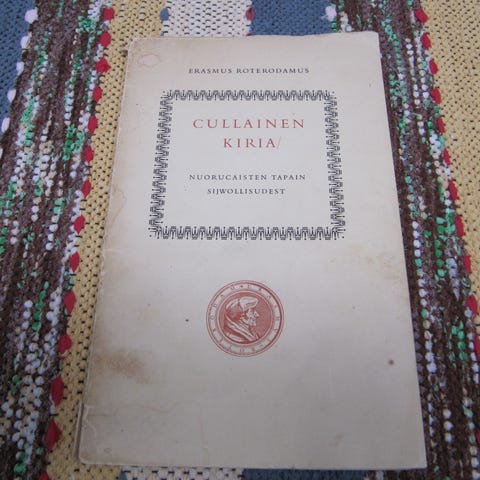 ERASMUS ROTERODAMUS
CULLAINEN
KIRIA/
NUORUCAISTEN TAPAIN
SIJWOLLISUDEST